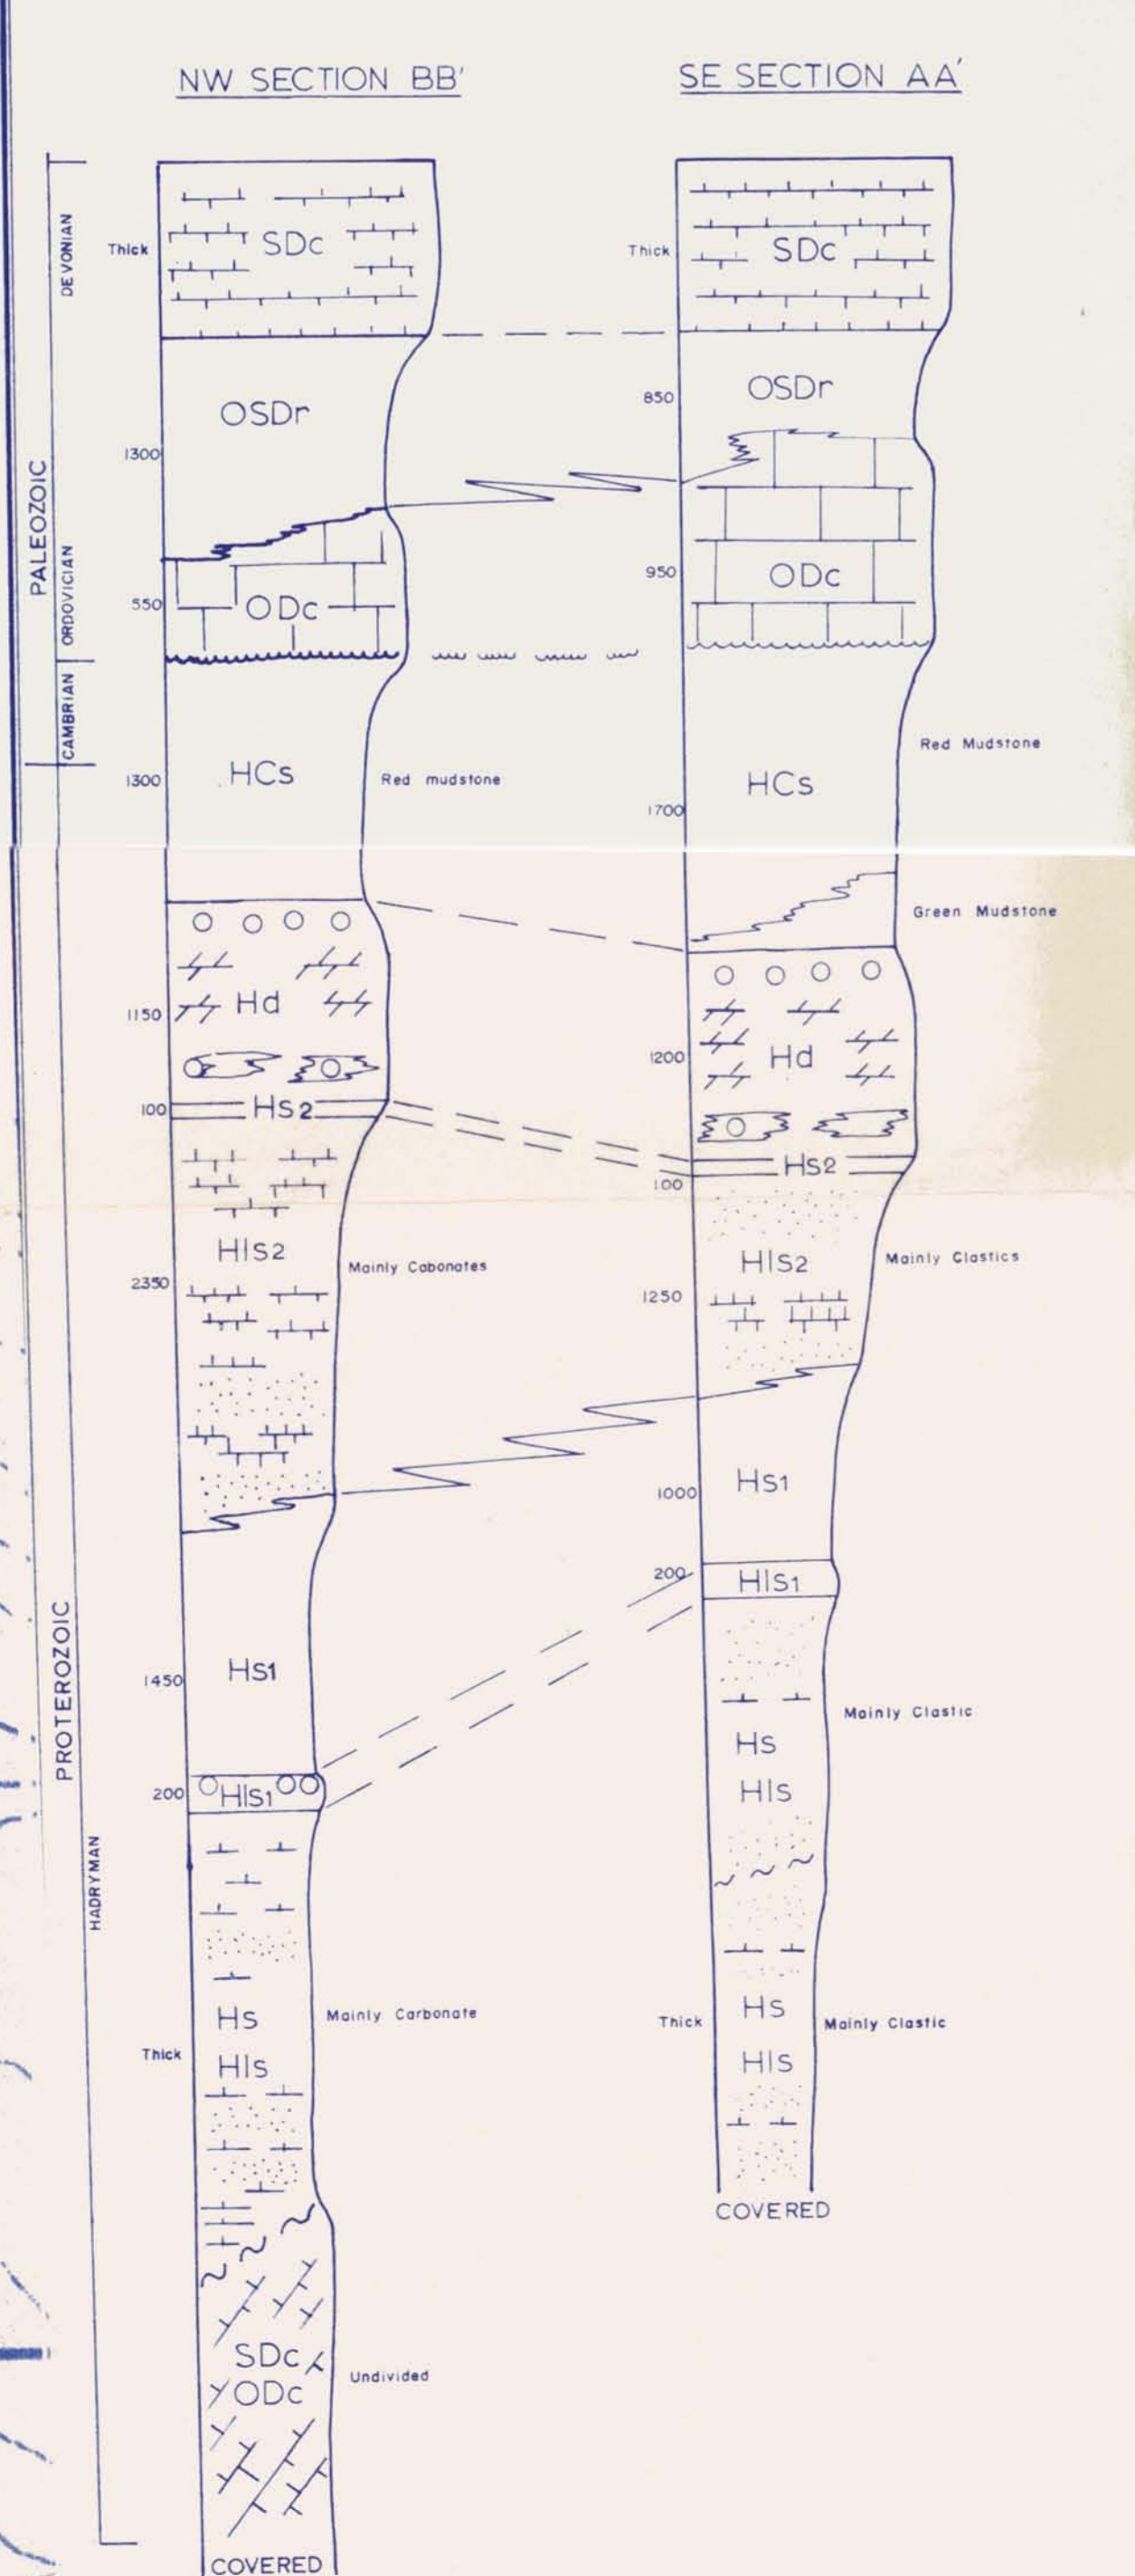 NW SECTION BB'
SE SECTION AA'
PALEOZOIC
DEVONIAN
ORDOVICIAN
CAMBRIAN
PROTEROZOIC
HADRYMAN
Thick
SDc
OSDr
1300
550
ODc
1300
HCs
Red mudstone
1150
Hd
100
Hs2
Hls2
2350
Mainly Cabonates
1450
Hs1
200
Hls1
Hs
Mainly Carbonate
Thick
Hls
SDc
ODc
Undivided
COVERED
Thick
SDc
850
OSDr
950
ODc
Red Mudstone
HCs
1700
Green Mudstone
1200
Hd
Hs2
100
Hls2
Mainly Clastics
1250
1000
Hs1
200
Hls1
Mainly Clastic
Hs
Hls
Hs
Thick
Mainly Clastic
Hls
COVERED